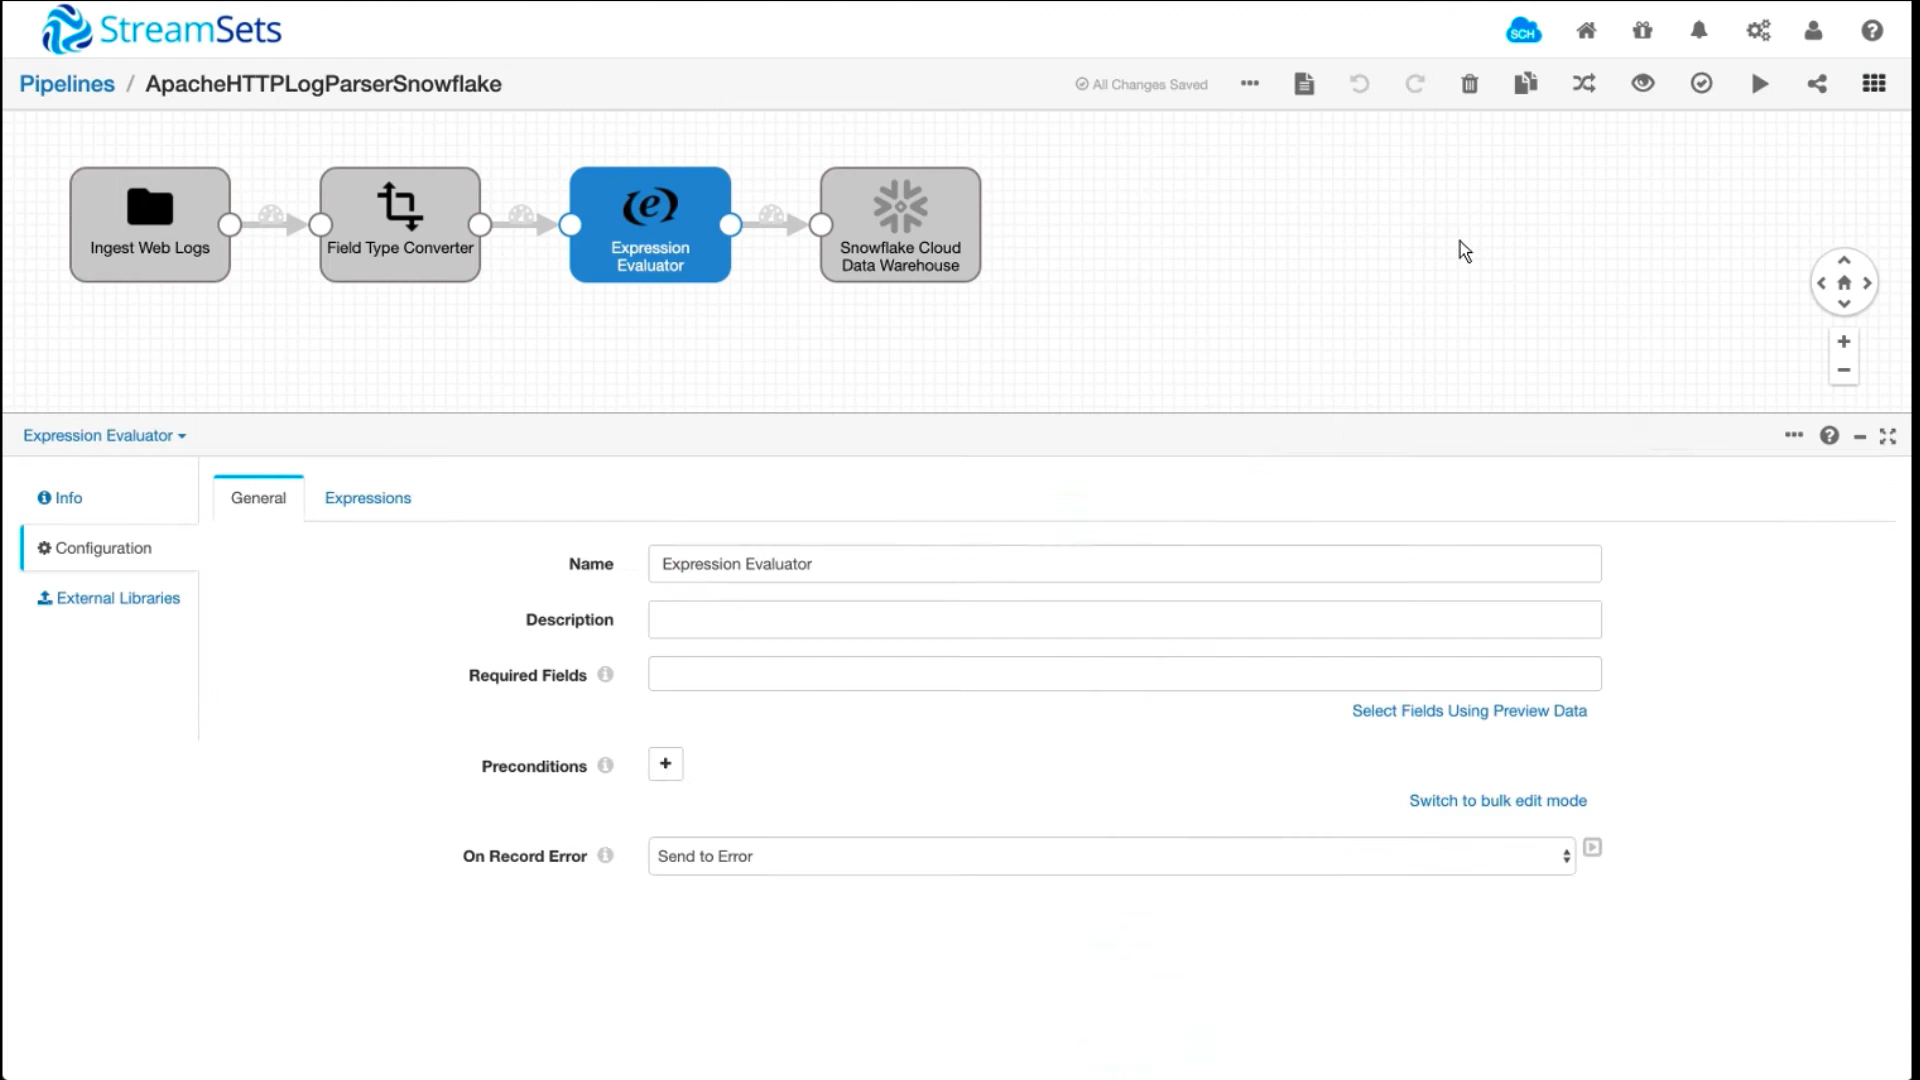 StreamSets
SCH
Pipelines / ApacheHTTPLogParserSnowflake
All Changes Saved
Ingest Web Logs
Field Type Converter
Expression
Evaluator
Snowflake Cloud
Data Warehouse
Expression Evaluator
Info
General
Expressions
Configuration
External Libraries
Name
Expression Evaluator
Description
Required Fields
Select Fields Using Preview Data
Preconditions
Switch to bulk edit mode
On Record Error
Send to Error